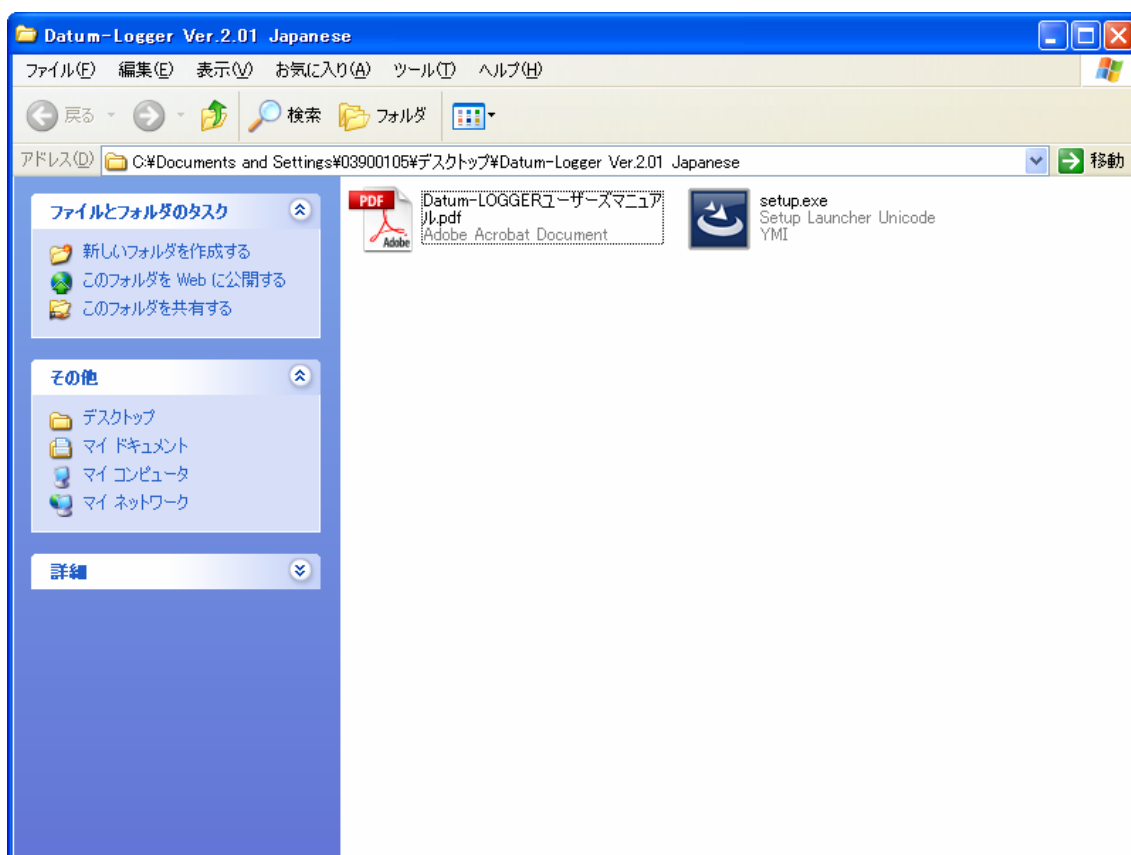 Datum-Logger Ver.2.01 Japanese
ファイル(F) 編集(E) 表示(V) お気に入り(A) ツール(T) ヘルプ(H)
戻る 検索 フォルダ
アドレス(D) C:¥Documents and Settings¥03900105¥デスクトップ¥Datum-Logger Ver.2.01 Japanese 移動
ファイルとフォルダのタスク
新しいフォルダを作成する
このフォルダを Web に公開する
このフォルダを共有する
その他
デスクトップ
マイ ドキュメント
マイ コンピュータ
マイ ネットワーク
詳細
PDF
Adobe
Datum-LOGGERユーザーズマニュア
ル.pdf
Adobe Acrobat Document
setup.exe
Setup Launcher Unicode
YMI